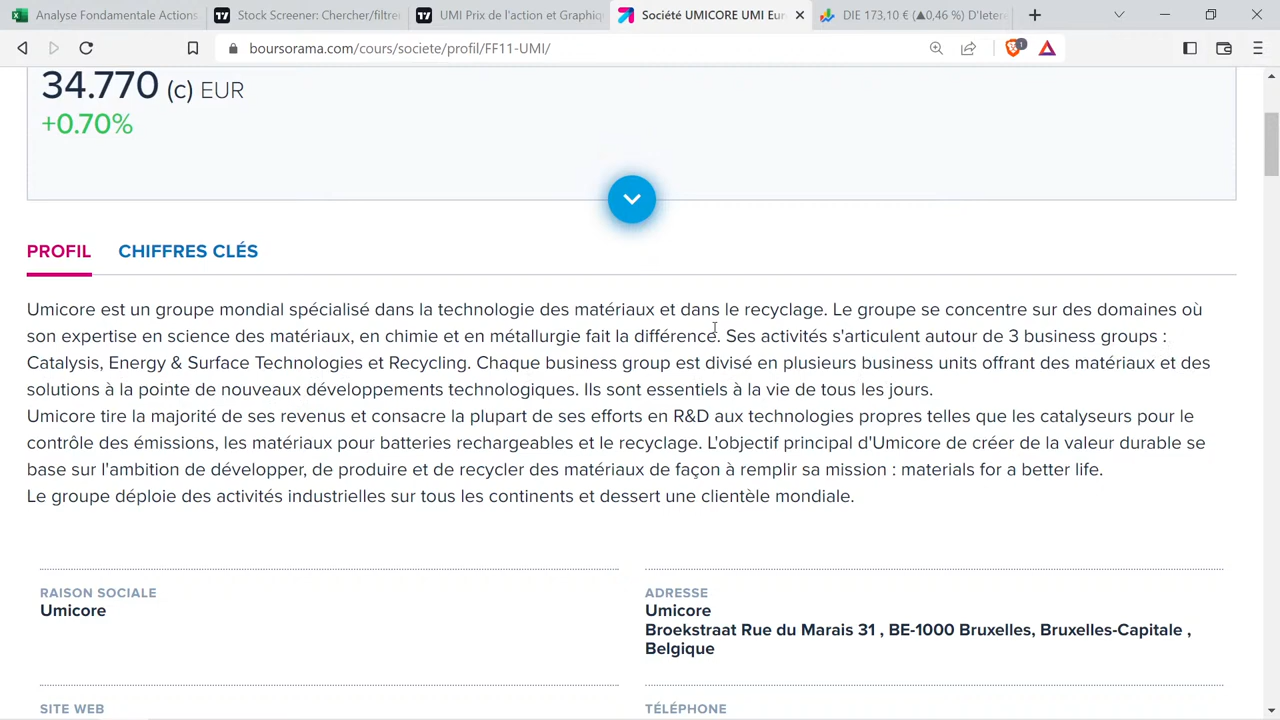 Analyse Fondamentale Actions
Stock Screener: Chercher/filtrer
UMI Prix de l'action et Graphiqu
Société UMICORE UMI Eur
DIE 173,10 € (▲0,46 %) D'Ieter
boursorama.com/cours/societe/profil/FF11-UMI/
1
34.770 (c) EUR
+0.70%
PROFIL CHIFFRES CLÉS
Umicore est un groupe mondial spécialisé dans la technologie des matériaux et dans le recyclage. Le groupe se concentre sur des domaines où
son expertise en science des matériaux, en chimie et en métallurgie fait la différence. Ses activités s'articulent autour de 3 business groups :
Catalysis, Energy & Surface Technologies et Recycling. Chaque business group est divisé en plusieurs business units offrant des matériaux et des
solutions à la pointe de nouveaux développements technologiques. Ils sont essentiels à la vie de tous les jours.
Umicore tire la majorité de ses revenus et consacre la plupart de ses efforts en R&D aux technologies propres telles que les catalyseurs pour le
contrôle des émissions, les matériaux pour batteries rechargeables et le recyclage. L'objectif principal d'Umicore de créer de la valeur durable se
base sur l'ambition de développer, de produire et de recycler des matériaux de façon à remplir sa mission : materials for a better life.
Le groupe déploie des activités industrielles sur tous les continents et dessert une clientèle mondiale.
RAISON SOCIALE
Umicore
ADRESSE
Umicore
Broekstraat Rue du Marais 31 , BE-1000 Bruxelles, Bruxelles-Capitale ,
Belgique
SITE WEB
TÉLÉPHONE